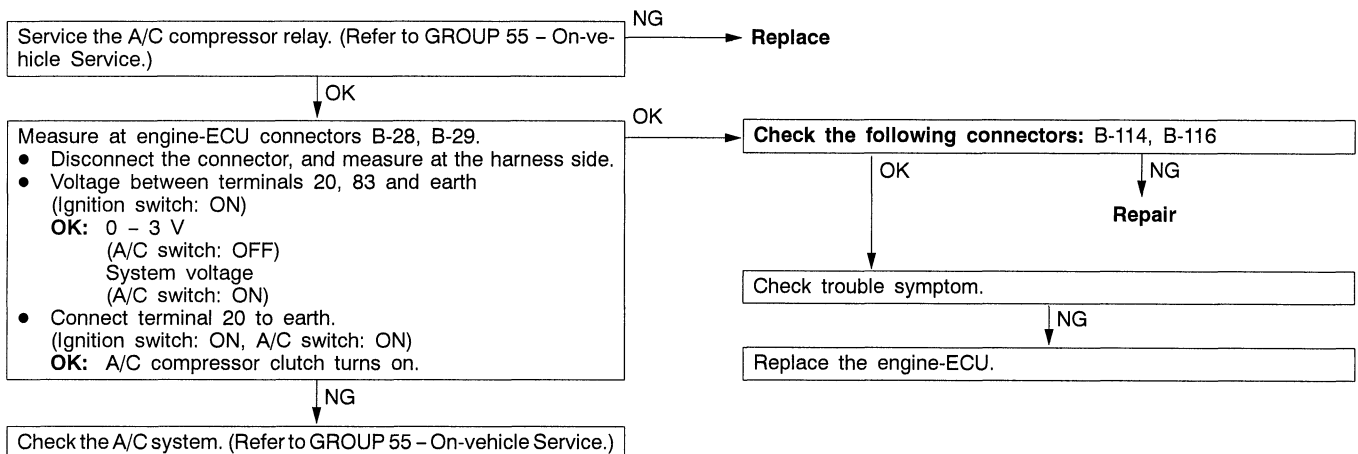 Service the A/C compressor relay. (Refer to GROUP 55 – On-ve-
hicle Service.)
NG
Replace
OK
Measure at engine-ECU connectors B-28, B-29.
● Disconnect the connector, and measure at the harness side.
● Voltage between terminals 20, 83 and earth
(Ignition switch: ON)
OK: 0 – 3 V
(A/C switch: OFF)
System voltage
(A/C switch: ON)
● Connect terminal 20 to earth.
(Ignition switch: ON, A/C switch: ON)
OK: A/C compressor clutch turns on.
OK
Check the following connectors: B-114, B-116
OK
NG
Repair
Check trouble symptom.
NG
Replace the engine-ECU.
NG
Check the A/C system. (Refer to GROUP 55 – On-vehicle Service.)